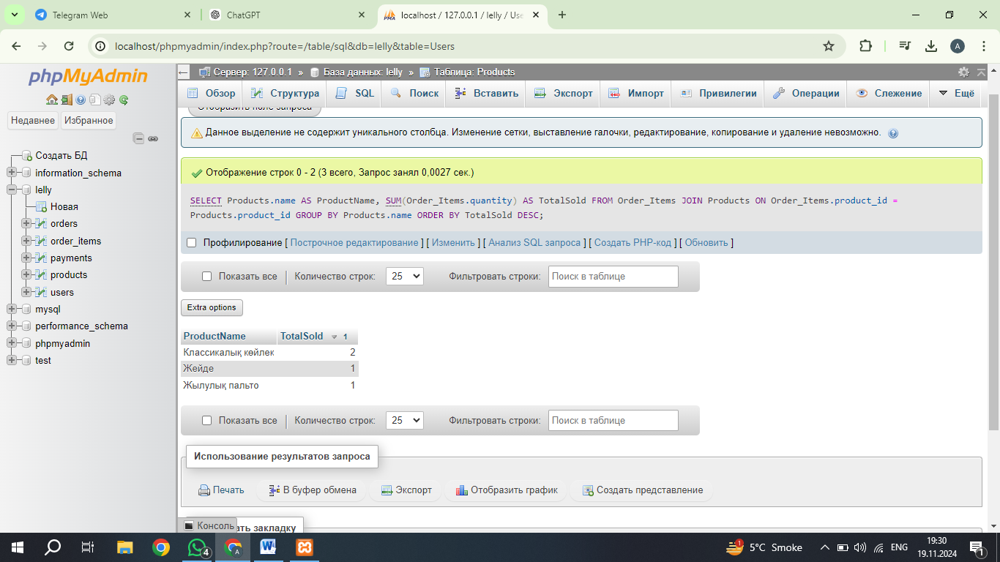 Telegram Web
ChatGPT
localhost / 127.0.0.1 / lelly / Use
localhost/phpmyadmin/index.php?route=/table/sql&db=lelly&table=Users
A
phpMyAdmin
Недавнее Избранное
Создать БД
information_schema
lelly
Новая
orders
order_items
payments
products
users
mysql
performance_schema
phpmyadmin
test
Сервер: 127.0.0.1 » База данных: lelly » Таблица: Products
Обзор Структура SQL Поиск Вставить Экспорт Импорт Привилегии Операции Слежение Ещё
Отобразить поле запроса
Данное выделение не содержит уникального столбца. Изменение сетки, выставление галочки, редактирование, копирование и удаление невозможно.
Отображение строк 0 - 2 (3 всего, Запрос занял 0,0027 сек.)
SELECT Products.name AS ProductName, SUM(Order_Items.quantity) AS TotalSold FROM Order_Items JOIN Products ON Order_Items.product_id =
Products.product_id GROUP BY Products.name ORDER BY TotalSold DESC;
Профилирование [ Построчное редактирование ] [ Изменить ] [ Анализ SQL запроса ] [ Создать PHP-код ] [ Обновить ]
Показать все Количество строк: 25 Фильтровать строки: Поиск в таблице
Extra options
ProductName TotalSold 1
Классикалық көйлек 2
Жейде 1
Жылулық пальто 1
Показать все Количество строк: 25 Фильтровать строки: Поиск в таблице
Использование результатов запроса
Печать В буфер обмена Экспорт Отобразить график Создать представление
Консоль
ать закладку
4
A
1
5°C Smoke
ENG
19:30
19.11.2024
1